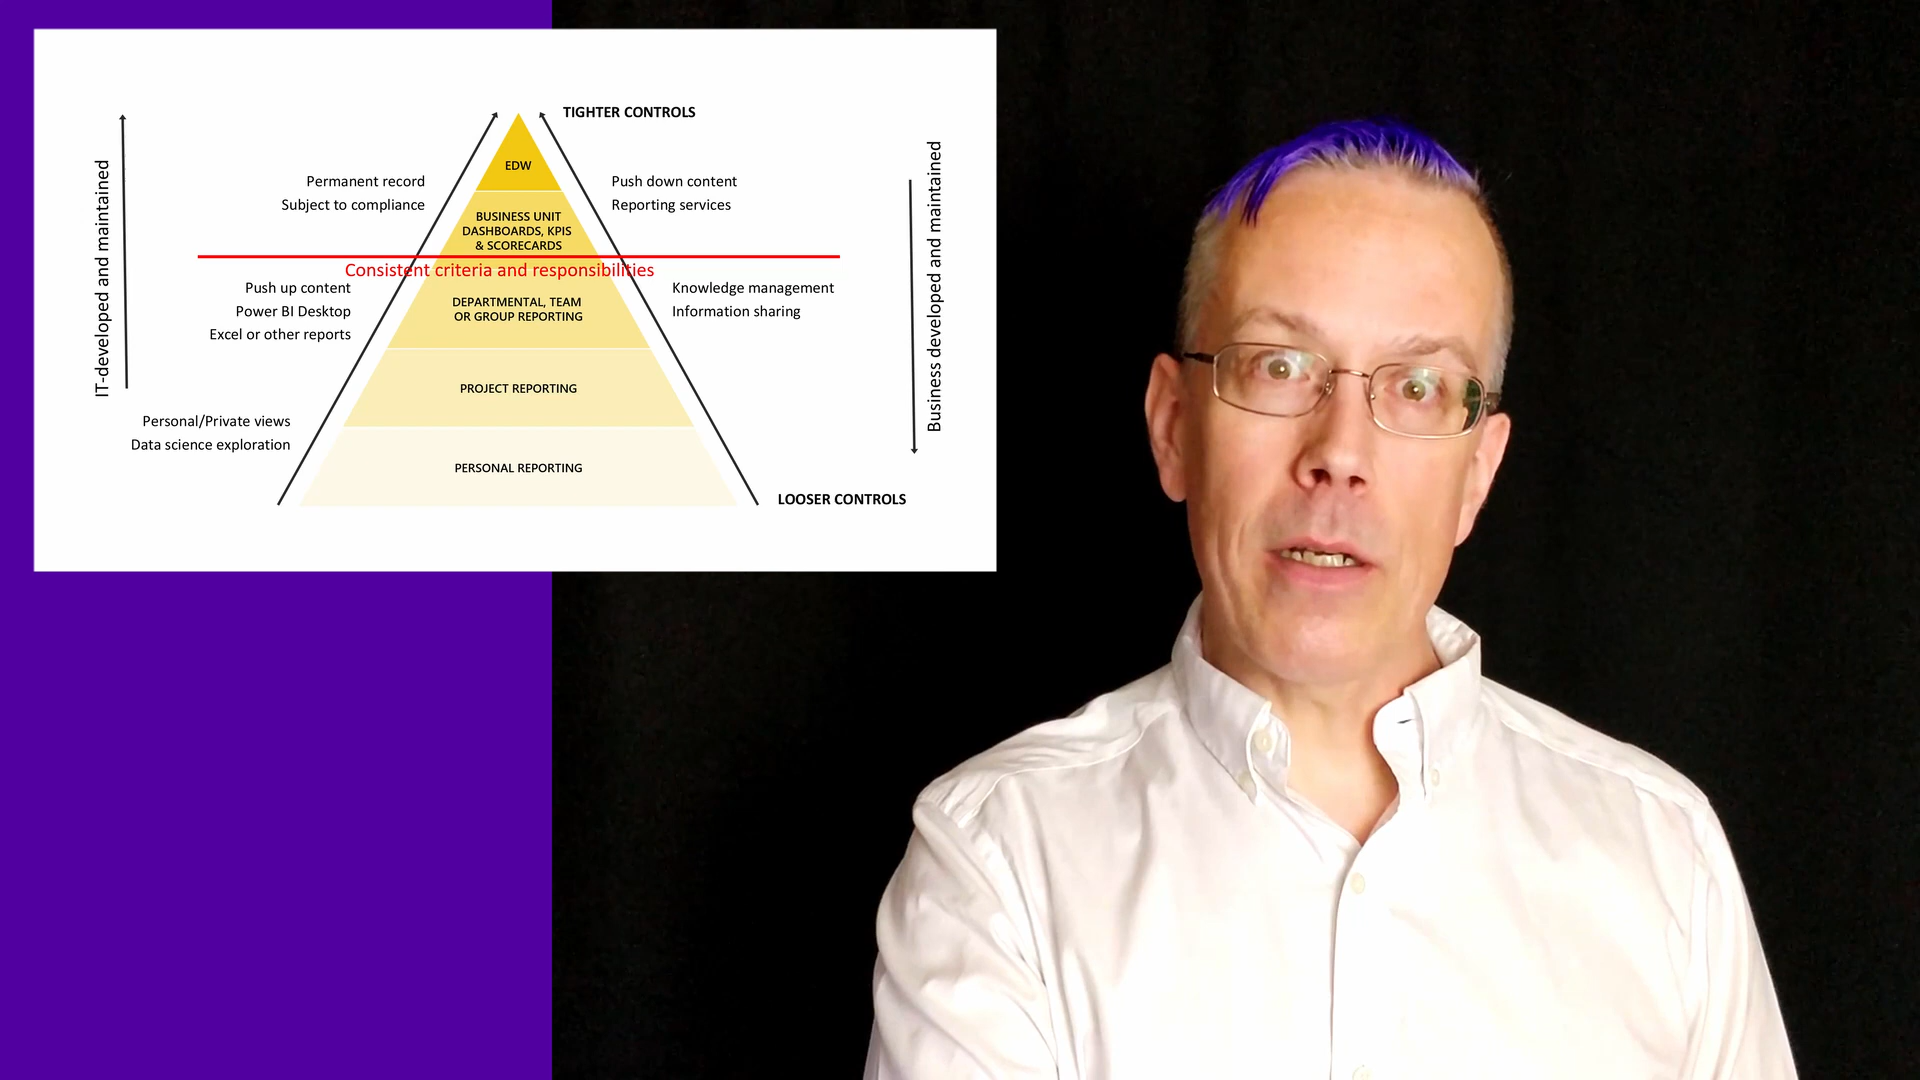 TIGHTER CONTROLS
EDW
Permanent record
Subject to compliance
Push down content
Reporting services
BUSINESS UNIT
DASHBOARDS, KPIS
& SCORECARDS
IT-developed and maintained
Business developed and maintained
Consistent criteria and responsibilities
Push up content
Power BI Desktop
Excel or other reports
Knowledge management
Information sharing
DEPARTMENTAL, TEAM
OR GROUP REPORTING
PROJECT REPORTING
Personal/Private views
Data science exploration
PERSONAL REPORTING
LOOSER CONTROLS